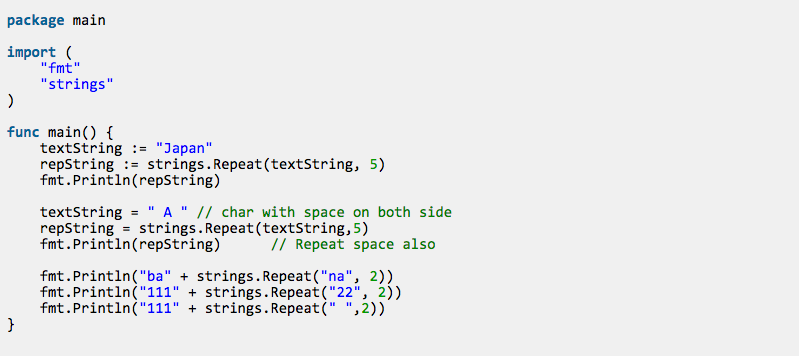 package main

import (
    "fmt"
    "strings"
)

func main() {
    textString := "Japan"
    repString := strings.Repeat(textString, 5)
    fmt.Println(repString)

    textString = " A " // char with space on both side
    repString = strings.Repeat(textString,5)
    fmt.Println(repString)      // Repeat space also

    fmt.Println("ba" + strings.Repeat("na", 2))
    fmt.Println("111" + strings.Repeat("22", 2))
    fmt.Println("111" + strings.Repeat(" ",2))
}